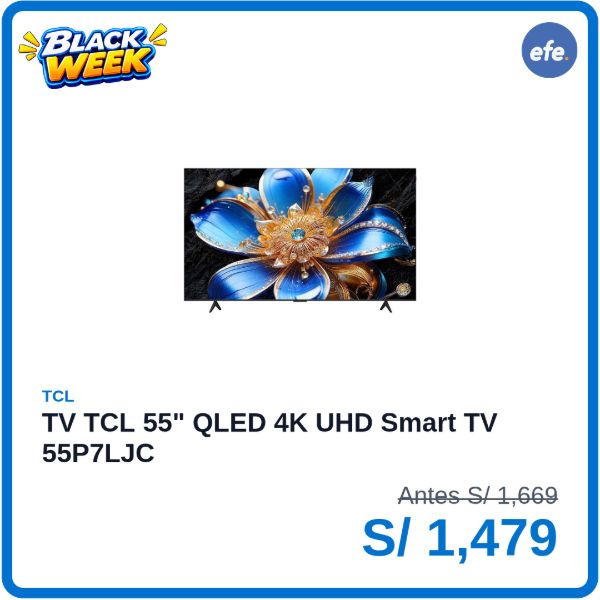 BLACK
WEEK
efe.
TCL
TV TCL 55" QLED 4K UHD Smart TV
55P7LJC
Antes S/ 1,669
S/ 1,479